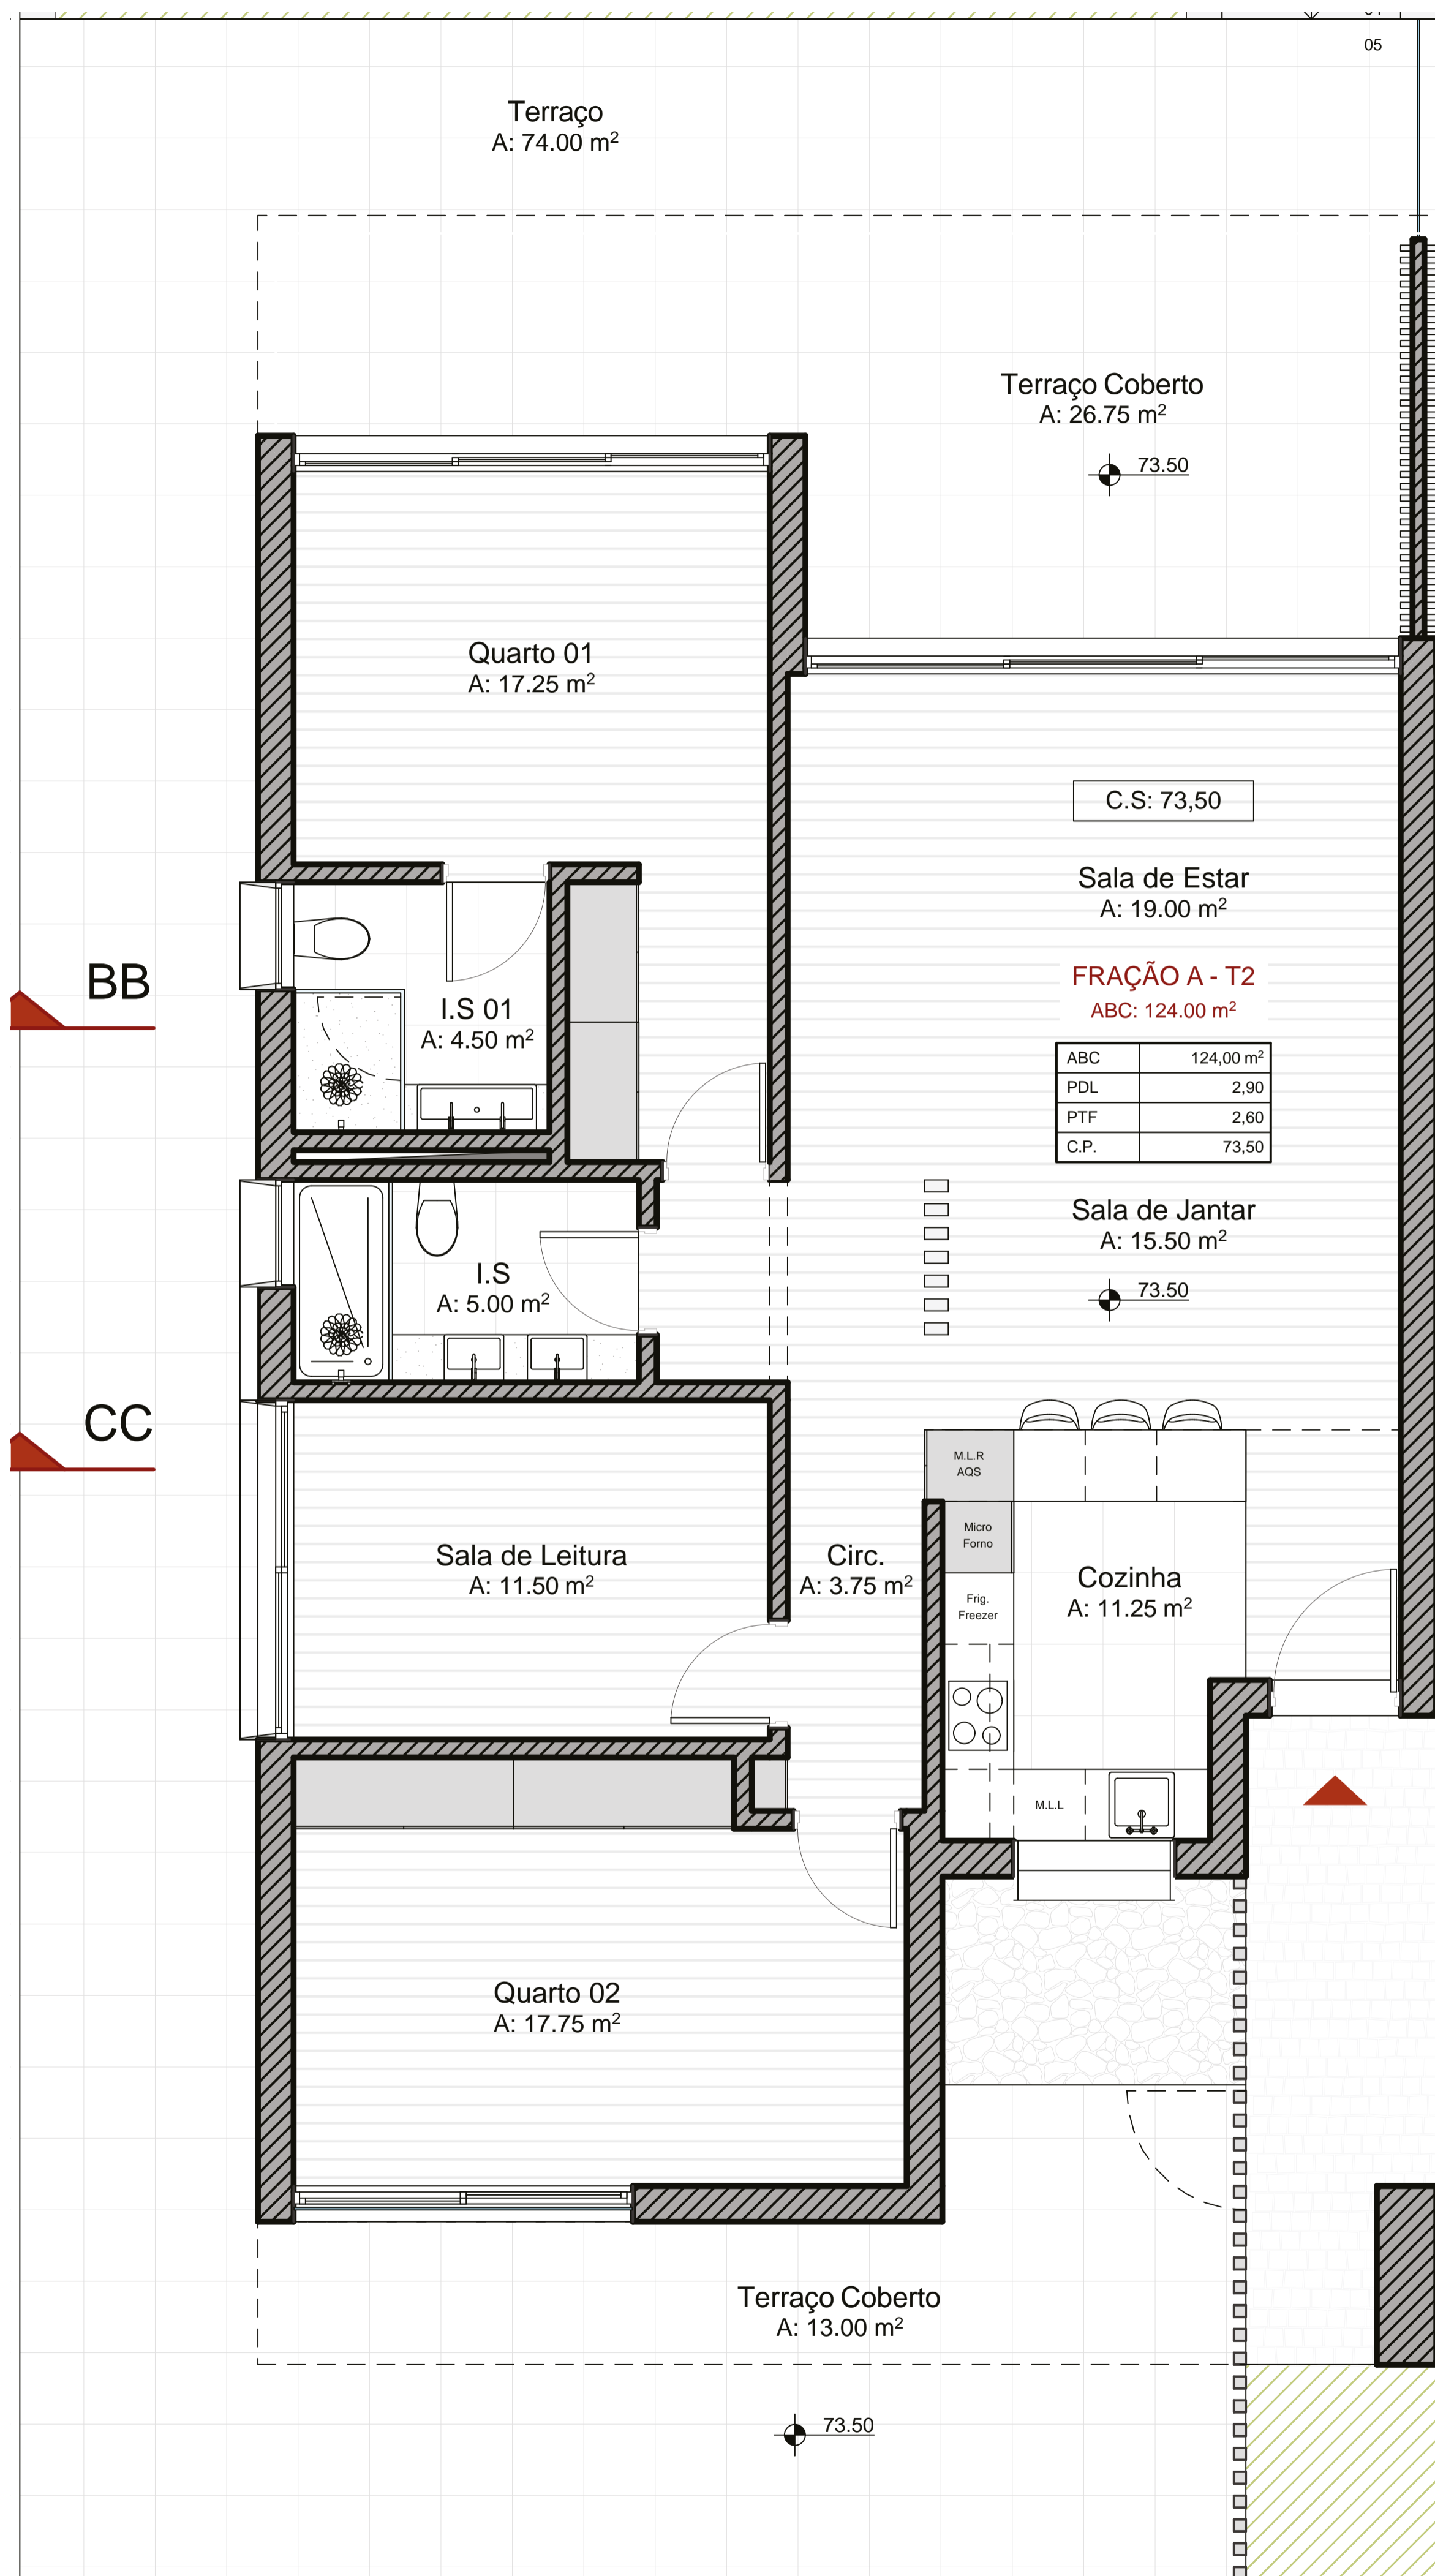 05
Terraço
A: 74.00 m²
Terraço Coberto
A: 26.75 m²
73.50
Quarto 01
A: 17.25 m²
C.S: 73,50
Sala de Estar
A: 19.00 m²
FRAÇÃO A - T2
ABC: 124.00 m²
ABC 124,00 m²
PDL 2,90
PTF 2,60
C.P. 73,50
BB
I.S 01
A: 4.50 m²
Sala de Jantar
A: 15.50 m²
73.50
I.S
A: 5.00 m²
CC
M.L.R
AQS
Micro
Forno
Sala de Leitura
A: 11.50 m²
Circ.
A: 3.75 m²
Frig.
Freezer
Cozinha
A: 11.25 m²
M.L.L
Quarto 02
A: 17.75 m²
Terraço Coberto
A: 13.00 m²
73.50